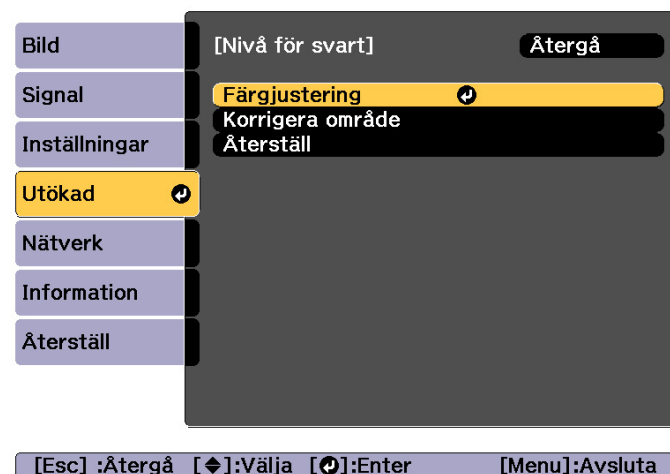 Bild
Signal
Inställningar
Utökad
Nätverk
Information
Återställ
[Nivå för svart] Återgå
Färgjustering
Korrigera område
Återställ
[Esc] :Återgå [◆]:Välja [↵]:Enter [Menu]:Avsluta